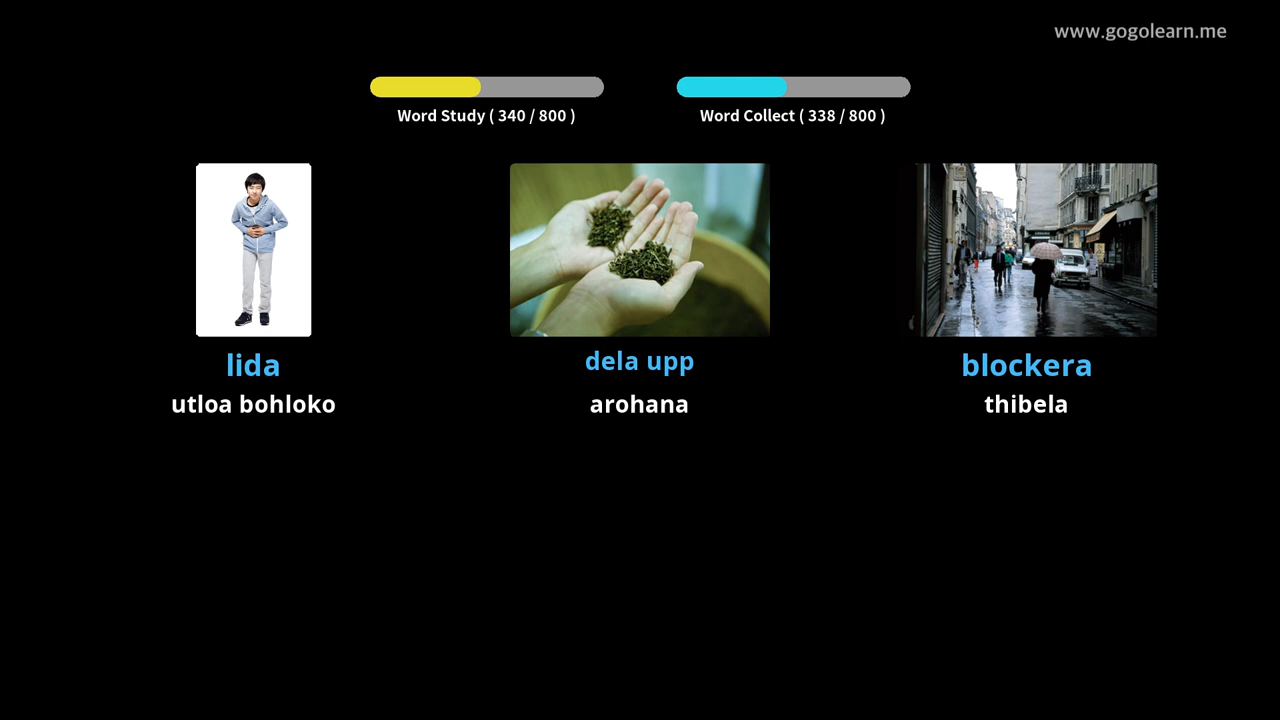 www.gogolearn.me
Word Study ( 340 / 800 )
Word Collect ( 338 / 800 )
lida
utloa bohloko
dela upp
arohana
blockera
thibela